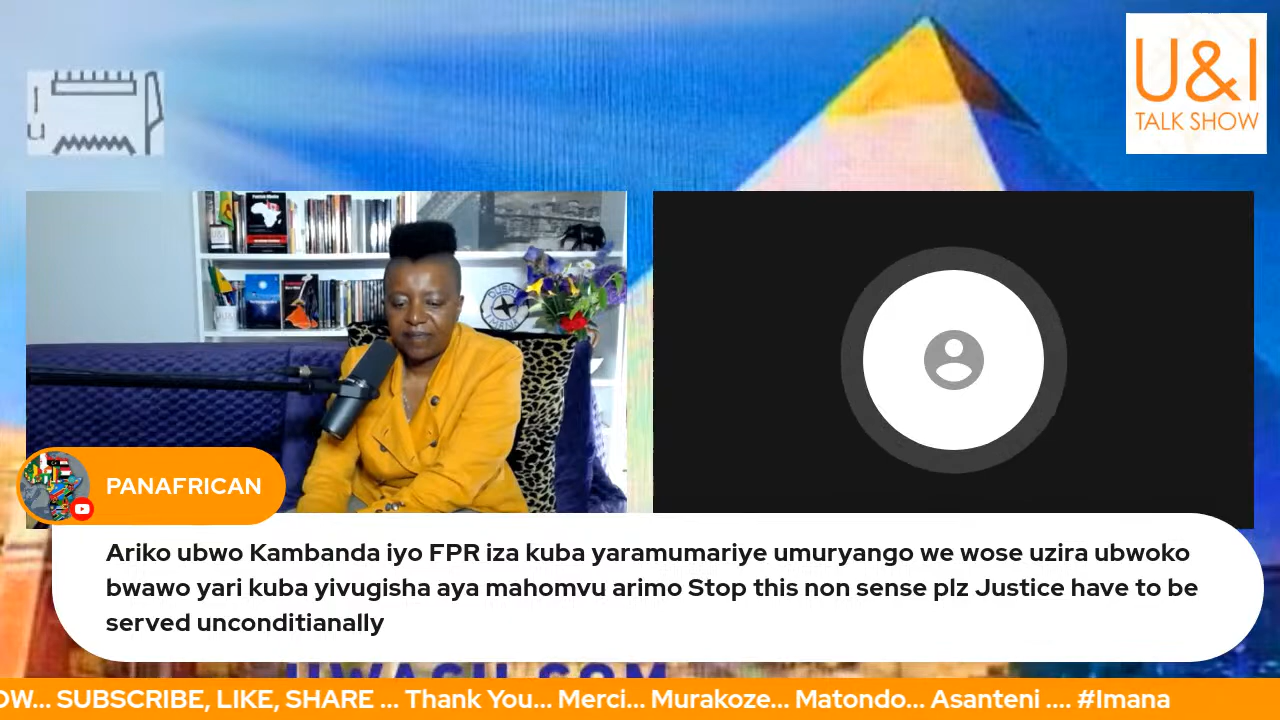 U&I
TALK SHOW
PANAFRICAN
Ariko ubwo Kambanda iyo FPR iza kuba yaramumariye umuryango we wose uzira ubwoko
bwawo yari kuba yivugisha aya mahomvu arimo Stop this non sense plz Justice have to be
served unconditianally
OW... SUBSCRIBE, LIKE, SHARE ... Thank You... Merci... Murakoze... Matondo... Asanteni .... #Imana